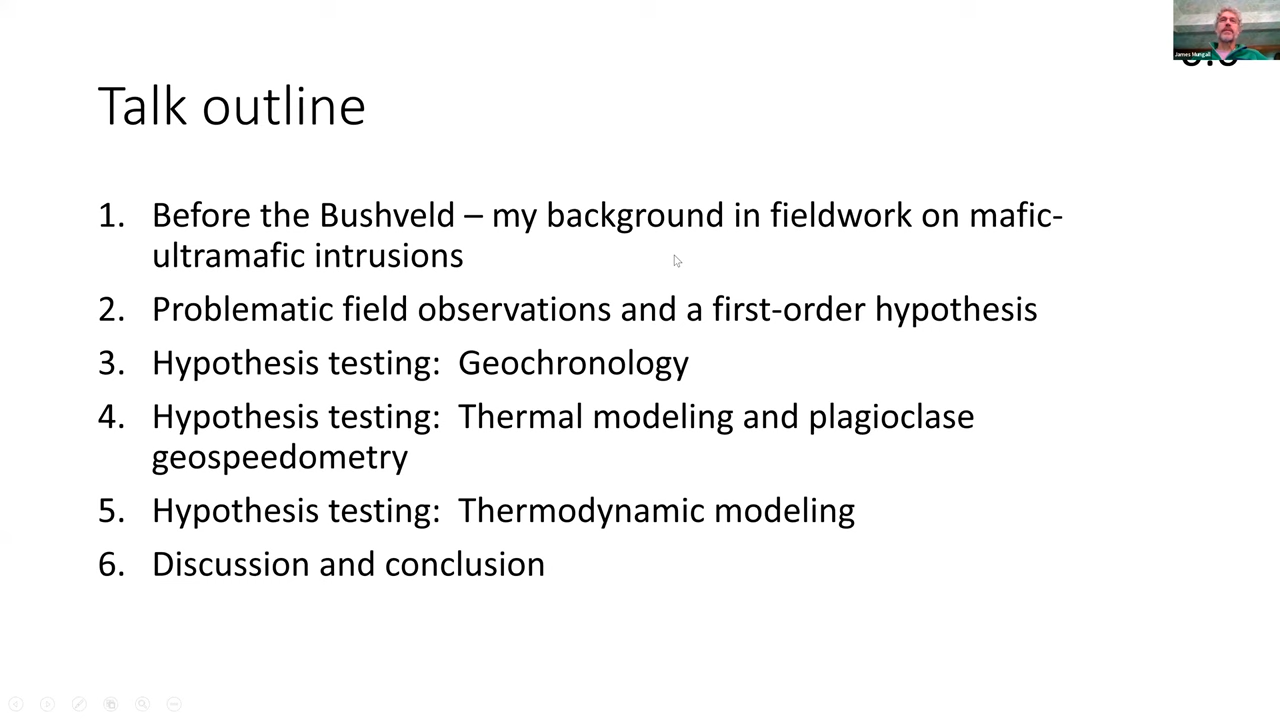 James Mungall
Talk outline
1. Before the Bushveld – my background in fieldwork on mafic-
ultramafic intrusions
2. Problematic field observations and a first-order hypothesis
3. Hypothesis testing:  Geochronology
4. Hypothesis testing:  Thermal modeling and plagioclase
geospeedometry
5. Hypothesis testing:  Thermodynamic modeling
6. Discussion and conclusion